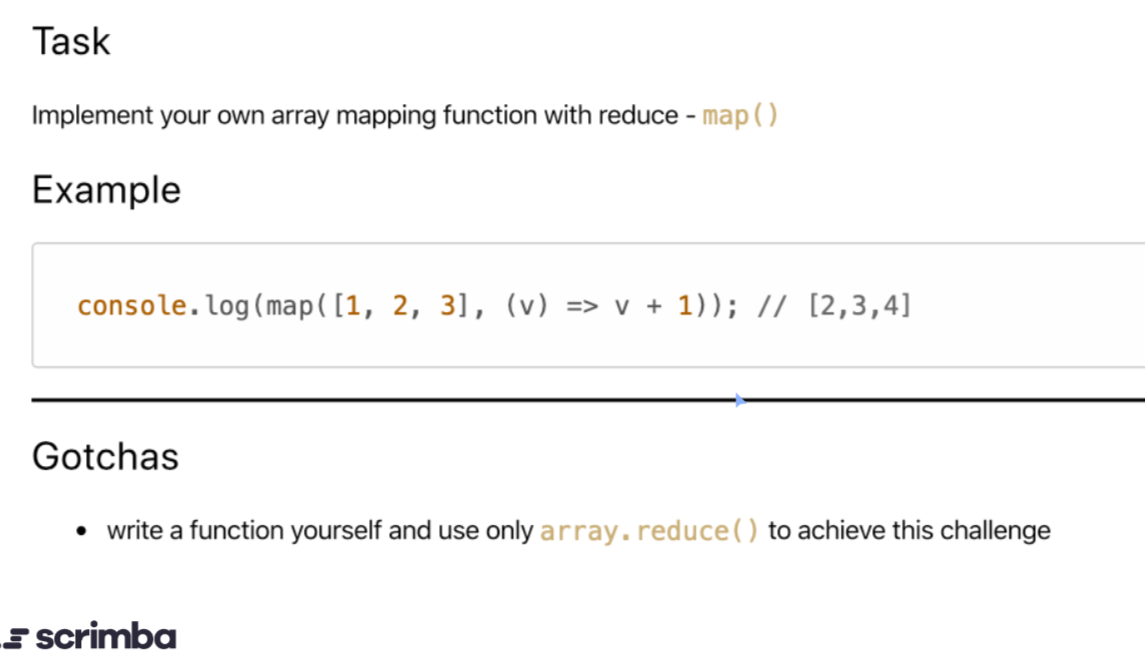 Task
Implement your own array mapping function with reduce - map()
Example
console.log(map([1, 2, 3], (v) => v + 1)); // [2,3,4]
Gotchas
• write a function yourself and use only array.reduce() to achieve this challenge
scrimba